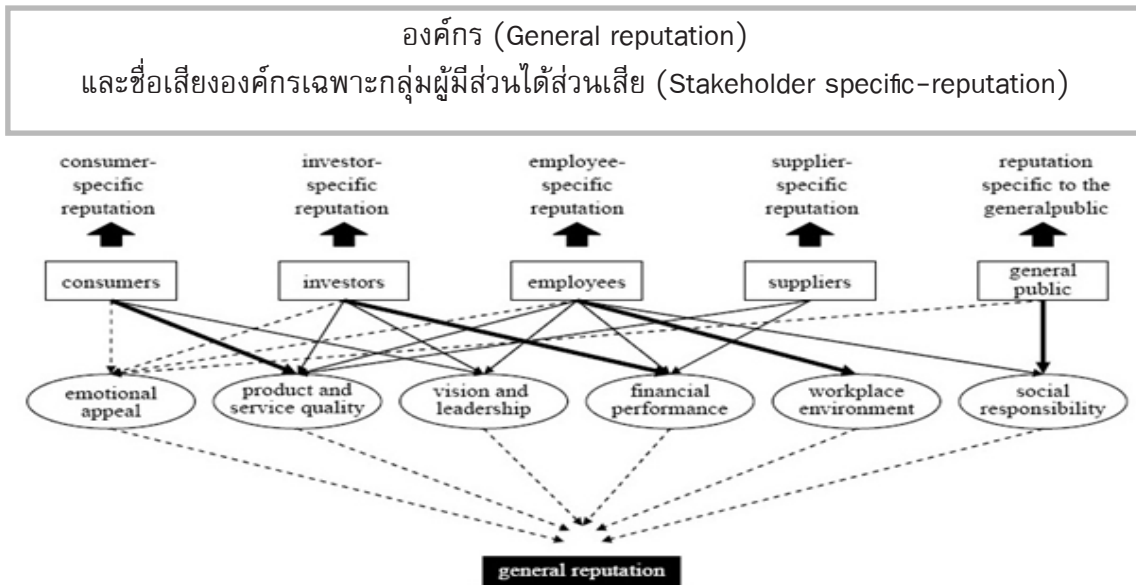 องค์กร (General reputation)
และชื่อเสียงองค์กรเฉพาะกลุ่มผู้มีส่วนได้ส่วนเสีย (Stakeholder specific-reputation)
consumer-
specific
reputation
investor-
specific
reputation
employee-
specific
reputation
supplier-
specific
reputation
reputation
specific to the
generalpublic
consumers
investors
employees
suppliers
general
public
emotional
appeal
product and
service quality
vision and
leadership
financial
performance
workplace
environment
social
responsibility
general reputation